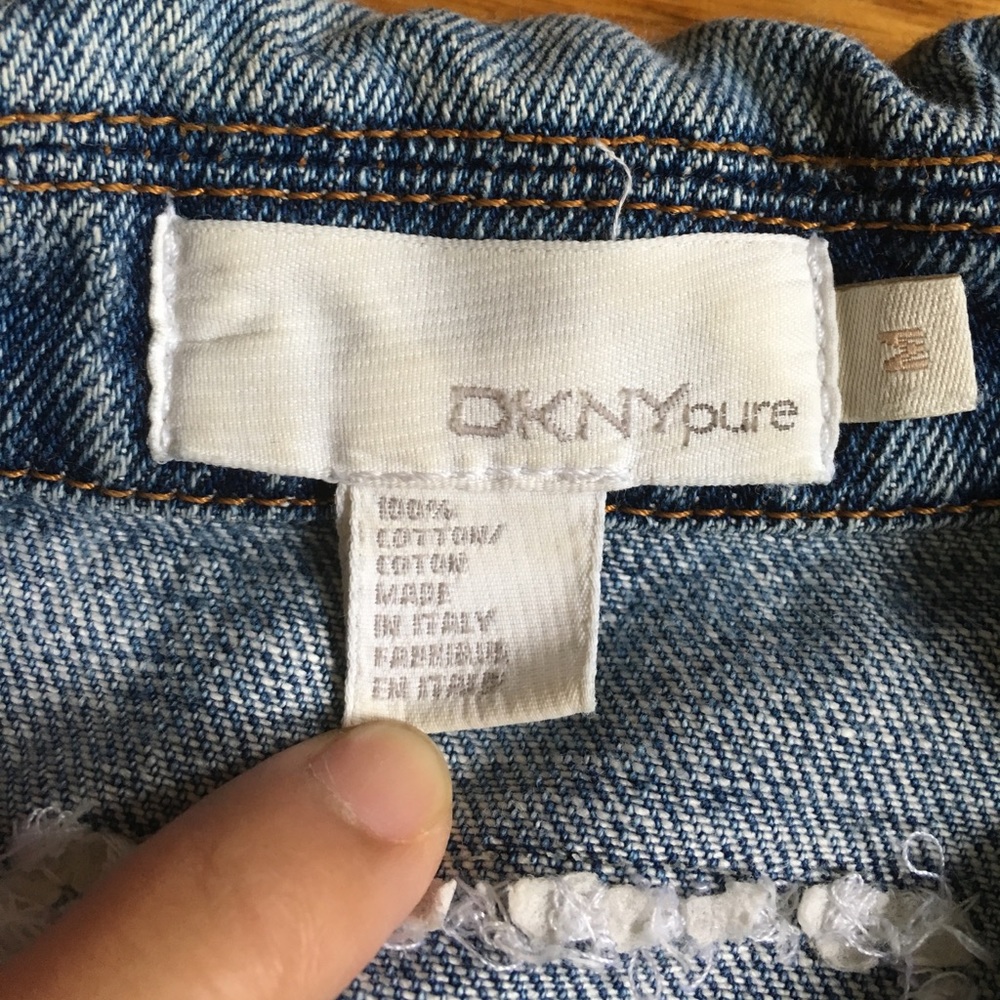 DKNYpure
M
100%
COTTON/
COTON
MADE
IN ITALY
FABRIQUE
EN ITALIE